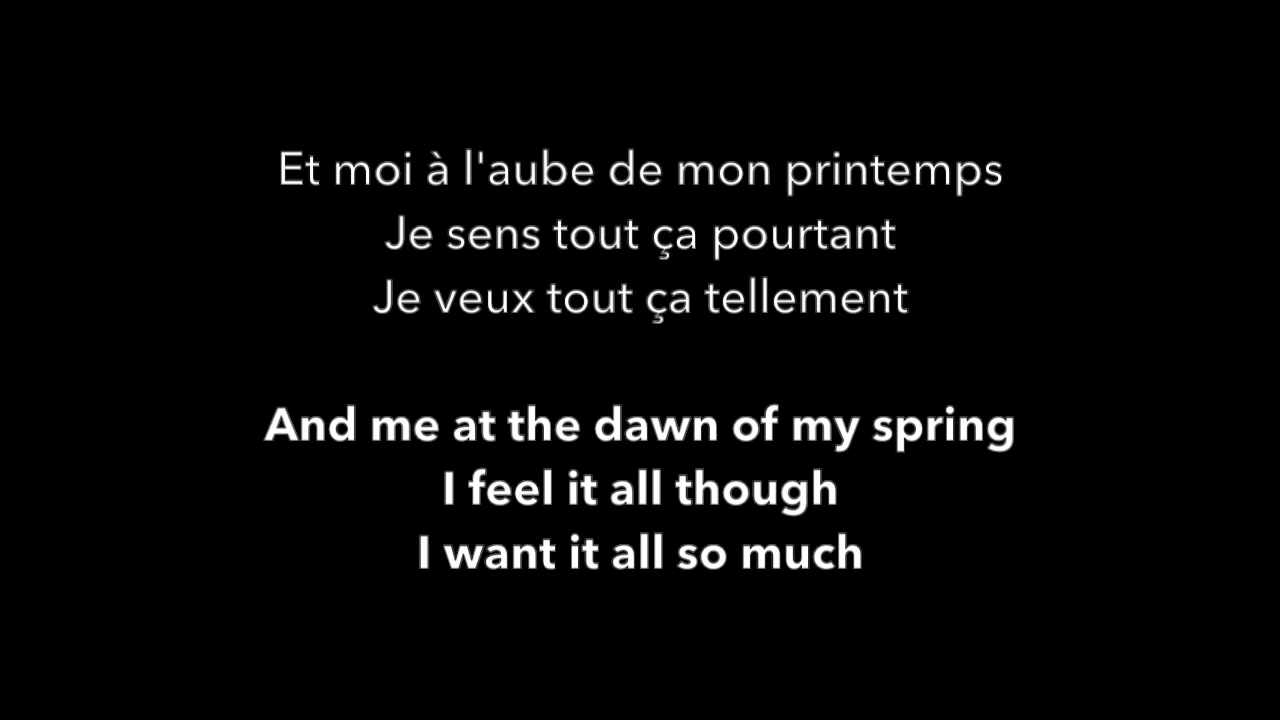 Et moi à l'aube de mon printemps
Je sens tout ça pourtant
Je veux tout ça tellement
And me at the dawn of my spring
I feel it all though
I want it all so much